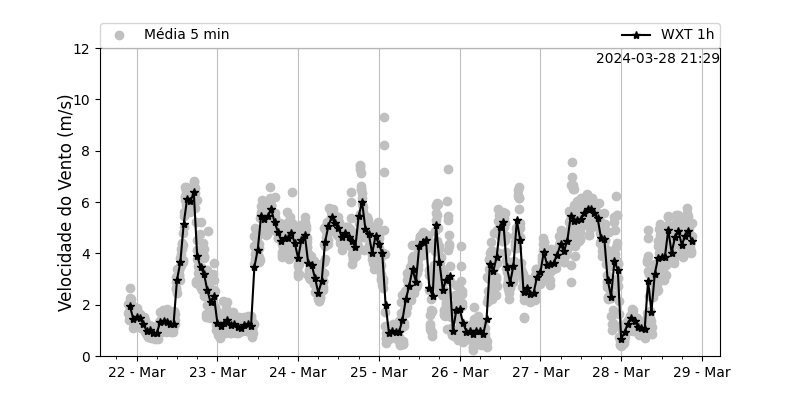 Média 5 min
WXT 1h
2024-03-28 21:29
Velocidade do Vento (m/s)
12
10
8
6
4
2
0
22 - Mar
23 - Mar
24 - Mar
25 - Mar
26 - Mar
27 - Mar
28 - Mar
29 - Mar